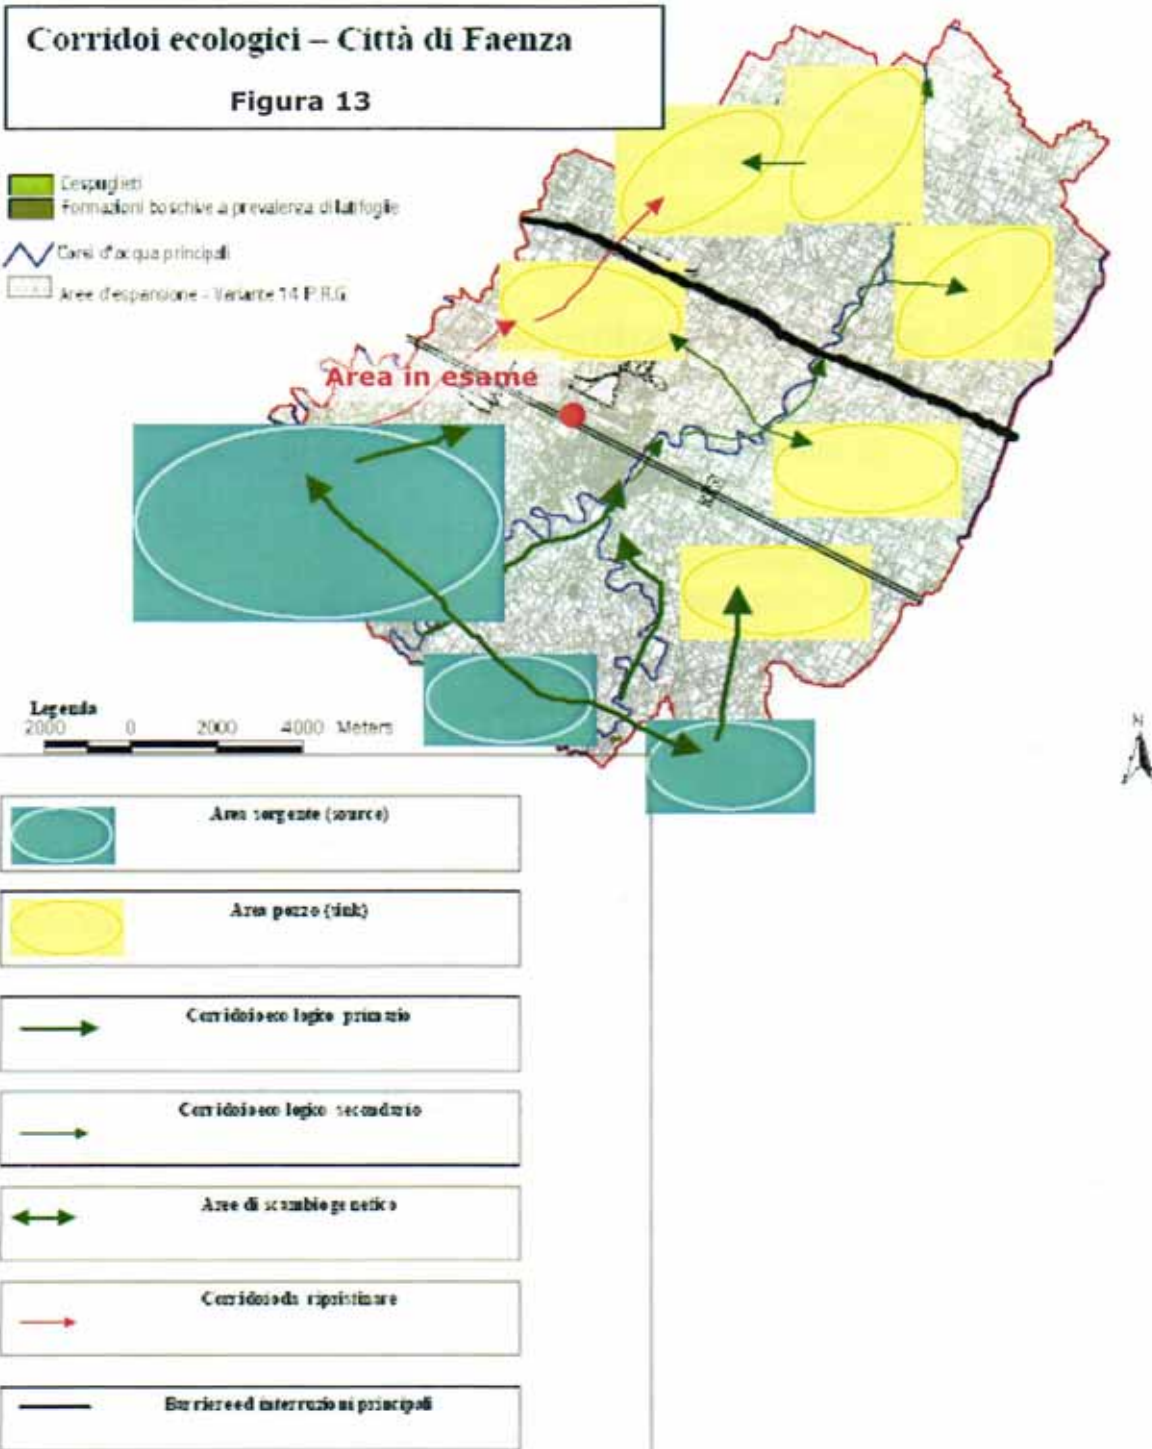 Corridoi ecologici – Città di Faenza
Figura 13
Cespuglieti
Formazioni boschive a prevalenza di latifoglie
Corsi d'acqua principali
Aree d'espansione - Variante 14 P.R.G.
Area in esame
Legenda
2000 0 2000 4000 Meters
N
Area sorgente (source)
Area pozzo (sink)
Corridoio ecologico primario
Corridoio ecologico secondario
Aree di scambio genetico
Corridoio da ripristinare
Barriere ed interruzioni principali